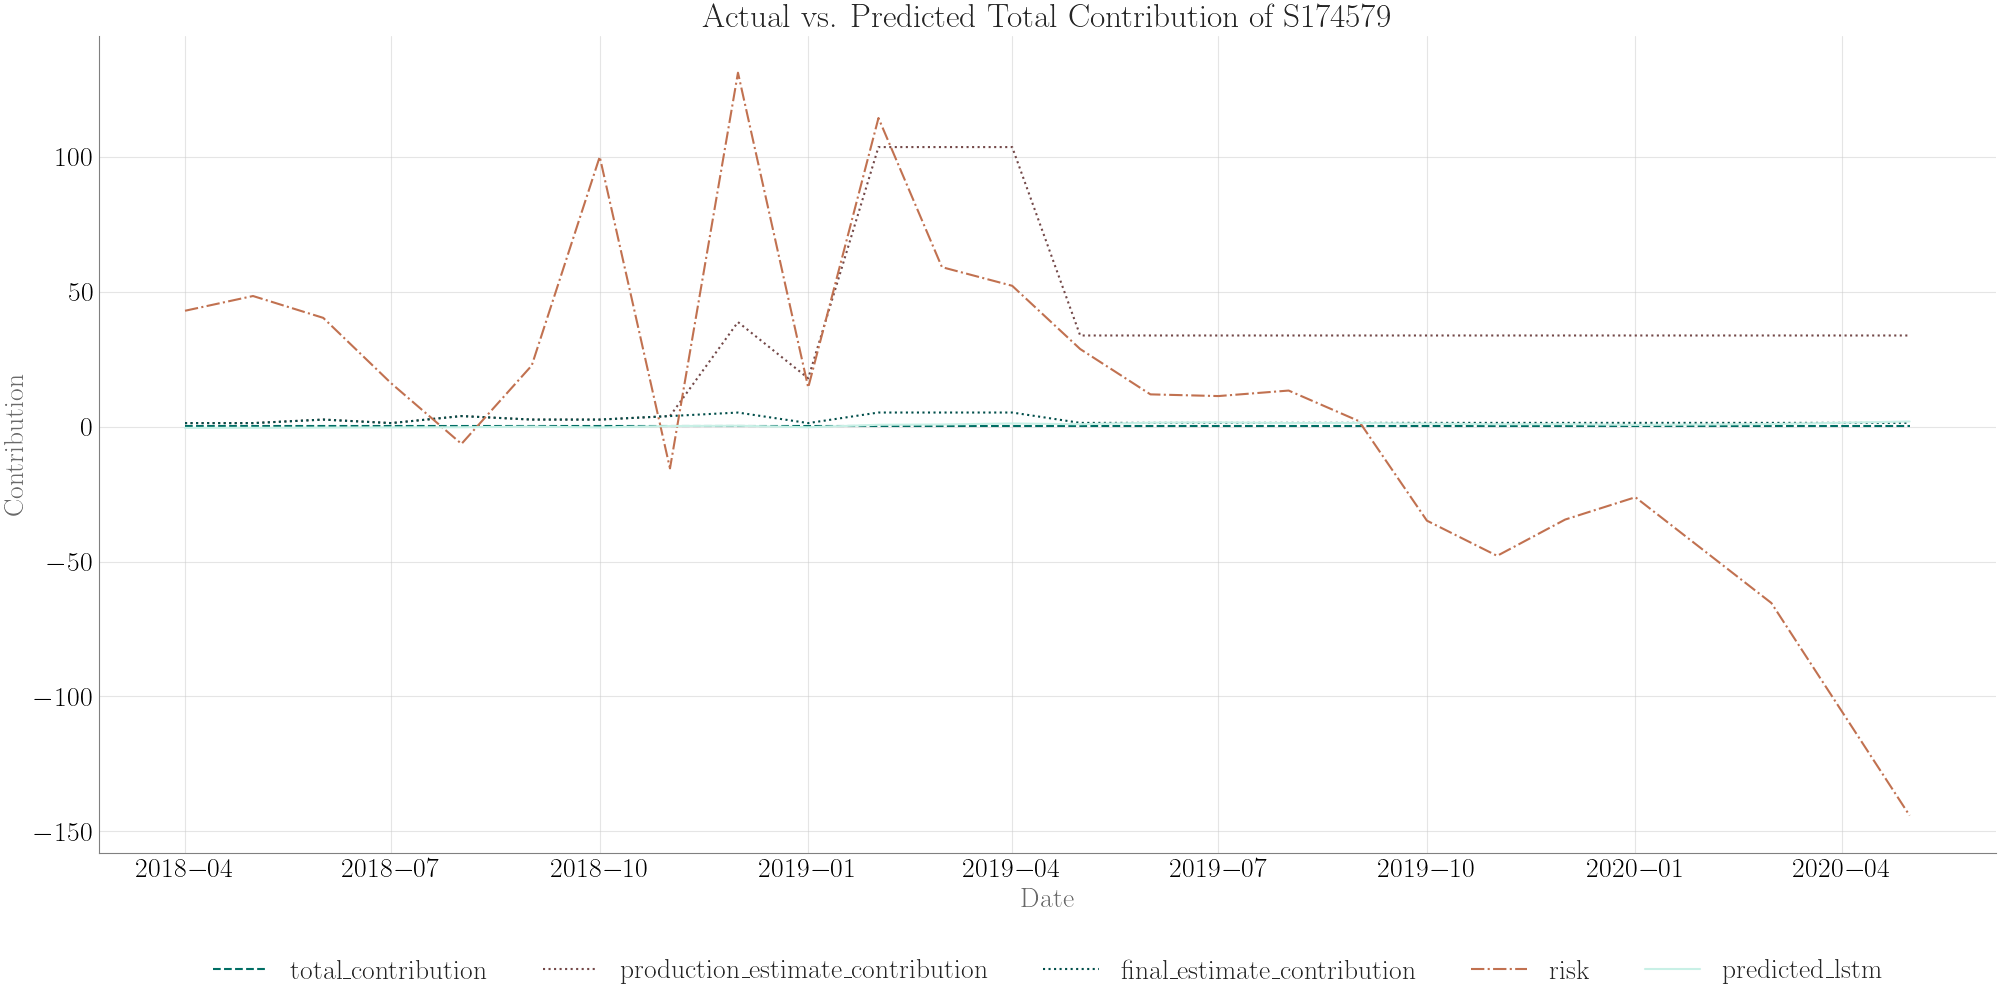 Actual vs. Predicted Total Contribution of S174579
Contribution
100
50
0
−50
−100
−150
2018−04 2018−07 2018−10 2019−01 2019−04 2019−07 2019−10 2020−01 2020−04
Date
total_contribution production_estimate_contribution final_estimate_contribution risk predicted_lstm